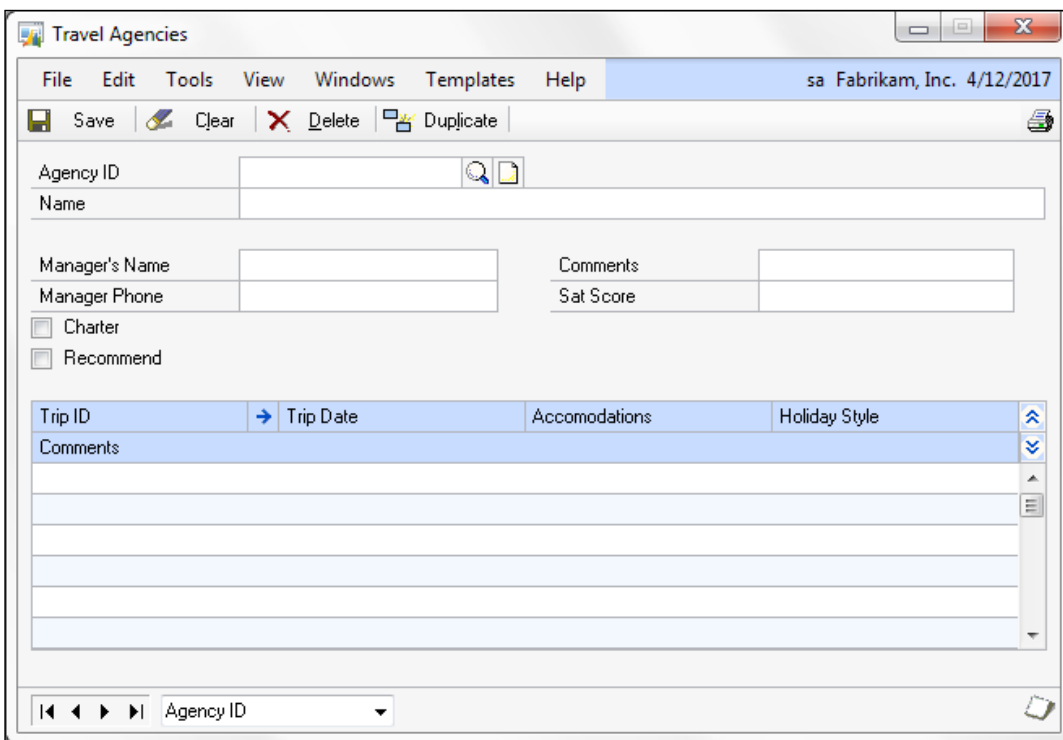 Travel Agencies
File Edit Tools View Windows Templates Help sa Fabrikam, Inc. 4/12/2017
Save Clear Delete Duplicate
Agency ID
Name
Manager's Name Comments
Manager Phone Sat Score
Charter
Recommend
Trip ID Trip Date Accomodations Holiday Style
Comments
Agency ID